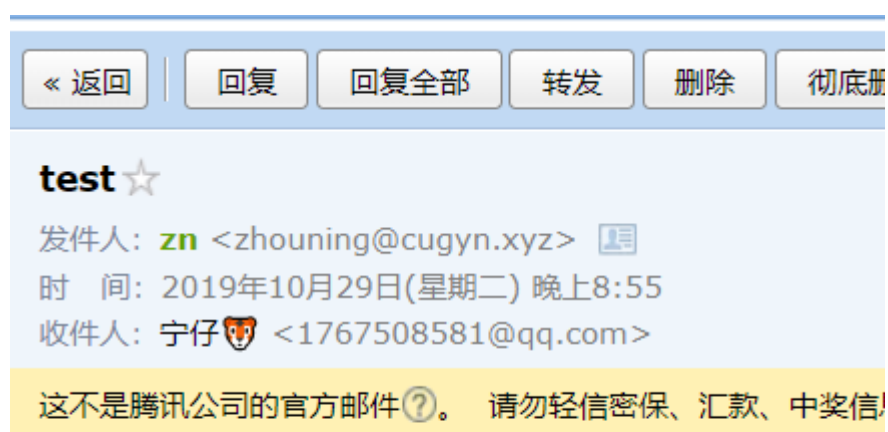 « 返回 回复 回复全部 转发 删除 彻底删
test
发件人: zn <zhouning@cugyn.xyz>
时 间: 2019年10月29日(星期二) 晚上8:55
收件人: 宁仔🐯 <1767508581@qq.com>
这不是腾讯公司的官方邮件?。 请勿轻信密保、汇款、中奖信